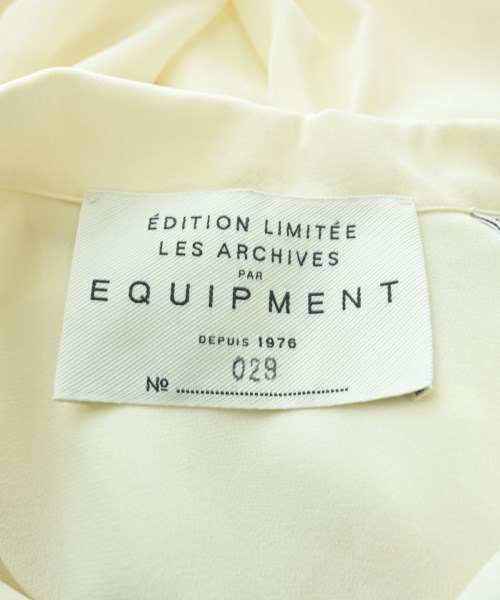 ÉDITION LIMITÉE
LES ARCHIVES
PAR
EQUIPMENT
DEPUIS 1976
029
№